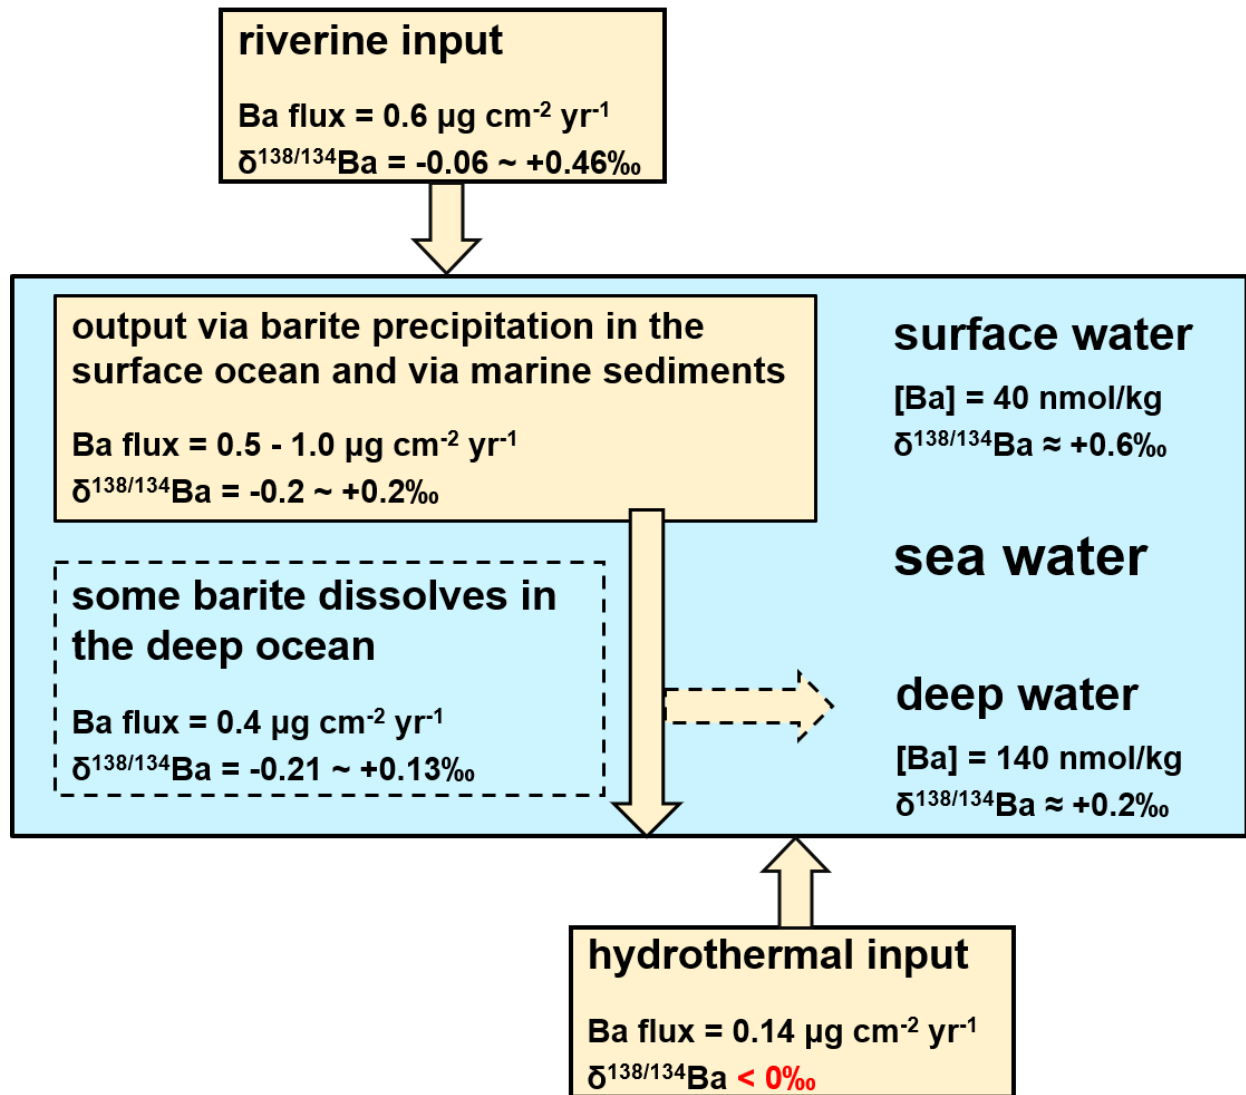 riverine input
Ba flux = 0.6 µg cm⁻² yr⁻¹
δ¹³⁸/¹³⁴Ba = -0.06 ~ +0.46‰
output via barite precipitation in the
surface ocean and via marine sediments
Ba flux = 0.5 - 1.0 µg cm⁻² yr⁻¹
δ¹³⁸/¹³⁴Ba = -0.2 ~ +0.2‰
surface water
[Ba] = 40 nmol/kg
δ¹³⁸/¹³⁴Ba ≈ +0.6‰
sea water
some barite dissolves in
the deep ocean
Ba flux = 0.4 µg cm⁻² yr⁻¹
δ¹³⁸/¹³⁴Ba = -0.21 ~ +0.13‰
deep water
[Ba] = 140 nmol/kg
δ¹³⁸/¹³⁴Ba ≈ +0.2‰
hydrothermal input
Ba flux = 0.14 µg cm⁻² yr⁻¹
δ¹³⁸/¹³⁴Ba < 0‰